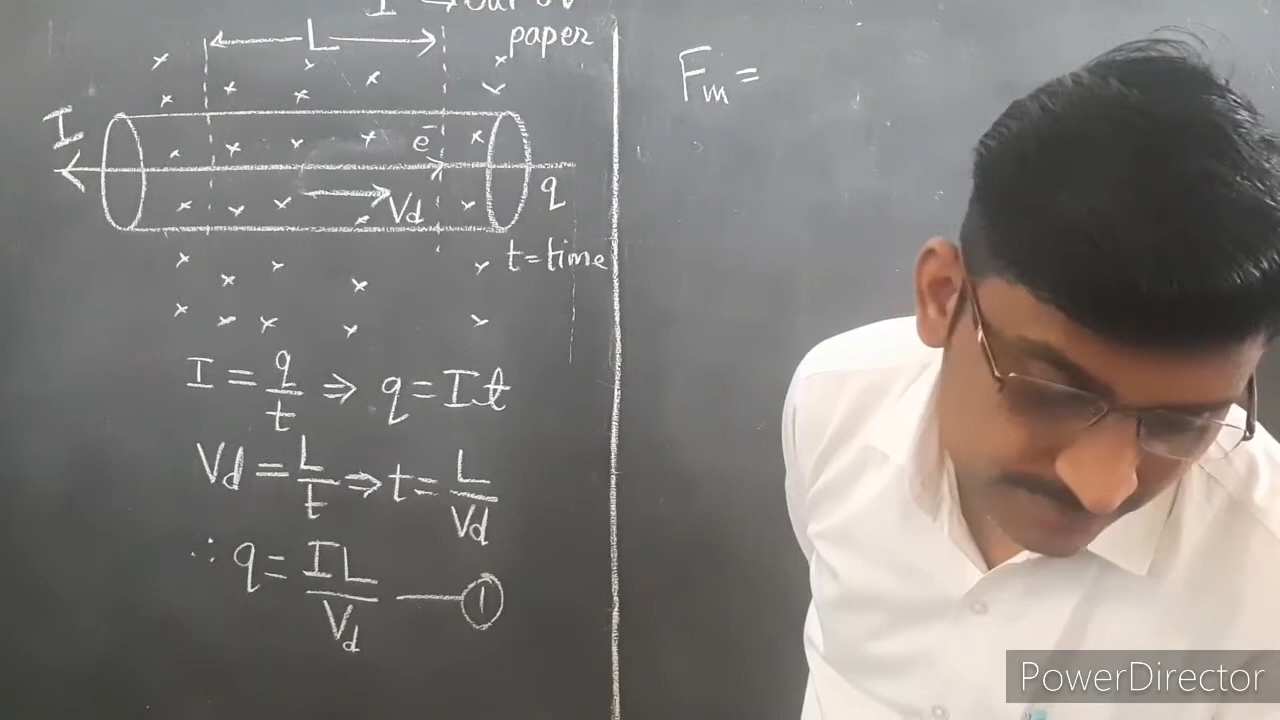 I →
paper
L
I
e⁻
Vd
q
t=time
I = q/t ⇒ q = It
Vd = L/t ⇒ t = L/Vd
∴ q = IL/Vd —①
Fm =
PowerDirector